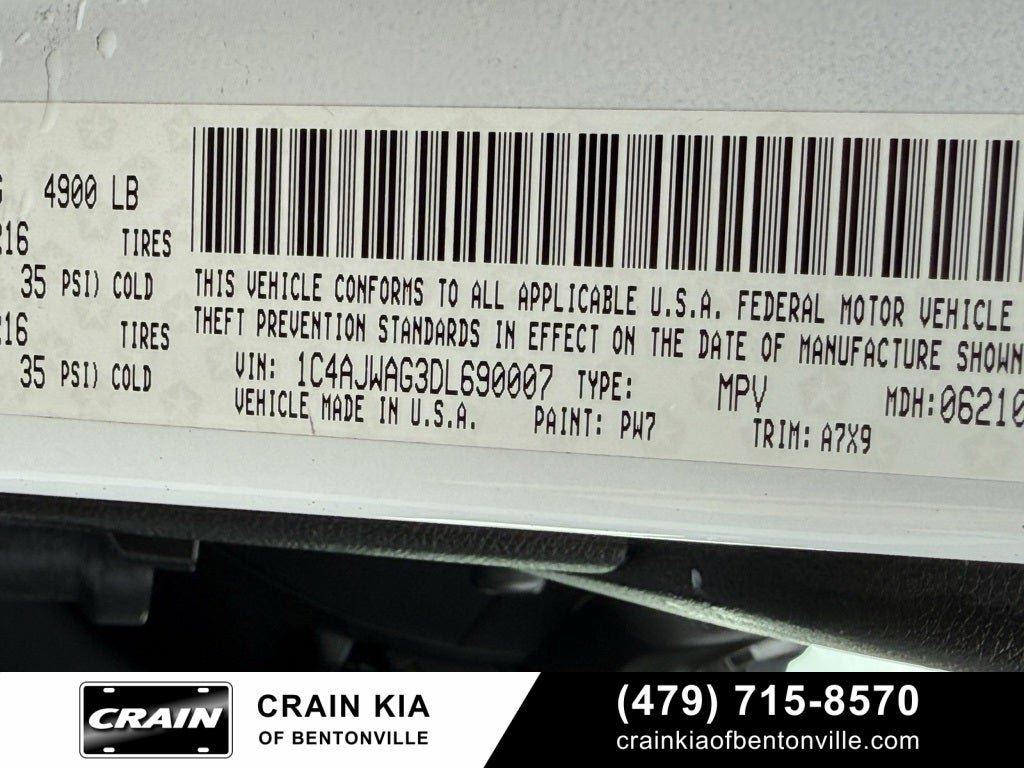 4900 LB
TIRES
35 PSI) COLD
TIRES
35 PSI) COLD
THIS VEHICLE CONFORMS TO ALL APPLICABLE U.S.A. FEDERAL MOTOR VEHICLE
THEFT PREVENTION STANDARDS IN EFFECT ON THE DATE OF MANUFACTURE SHOWN
VIN: 1C4AJWAG3DL690007 TYPE: MPV MDH:06210
VEHICLE MADE IN U.S.A. PAINT: PW7 TRIM: A7X9
CRAIN
CRAIN KIA
OF BENTONVILLE
(479) 715-8570
crainkiaofbentonville.com